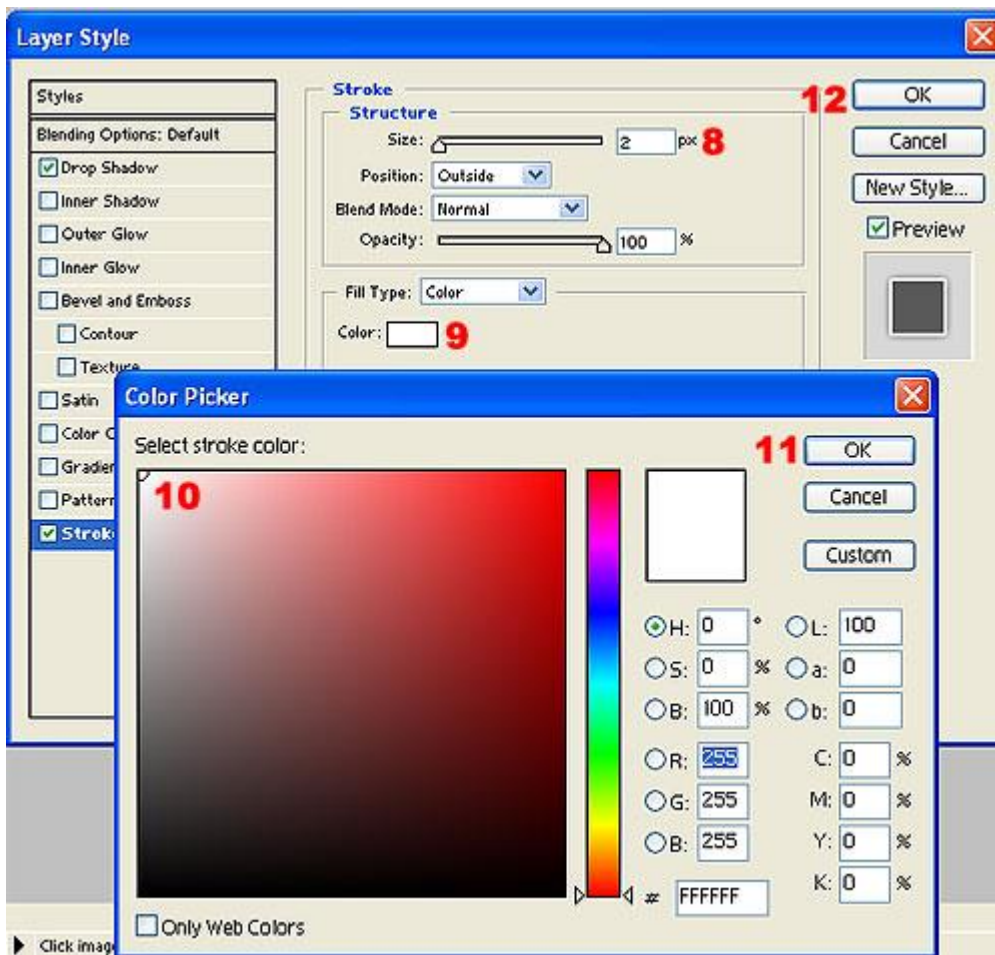 Layer Style
Styles
Blending Options: Default
Drop Shadow
Inner Shadow
Outer Glow
Inner Glow
Bevel and Emboss
Contour
Texture
Satin
Color
Stroke
Structure
Size: 2 px 8
Position: Outside
Blend Mode: Normal
Opacity: 100 %
Fill Type: Color
Color: 9
12 OK
Cancel
New Style...
Preview
Color Picker
Select stroke color:
10
11 OK
Cancel
Custom
H: 0 ° L: 100
S: 0 % a: 0
B: 100 % b: 0
R: 255 C: 0 %
G: 255 M: 0 %
B: 255 Y: 0 %
# FFFFFF K: 0 %
Only Web Colors
Click